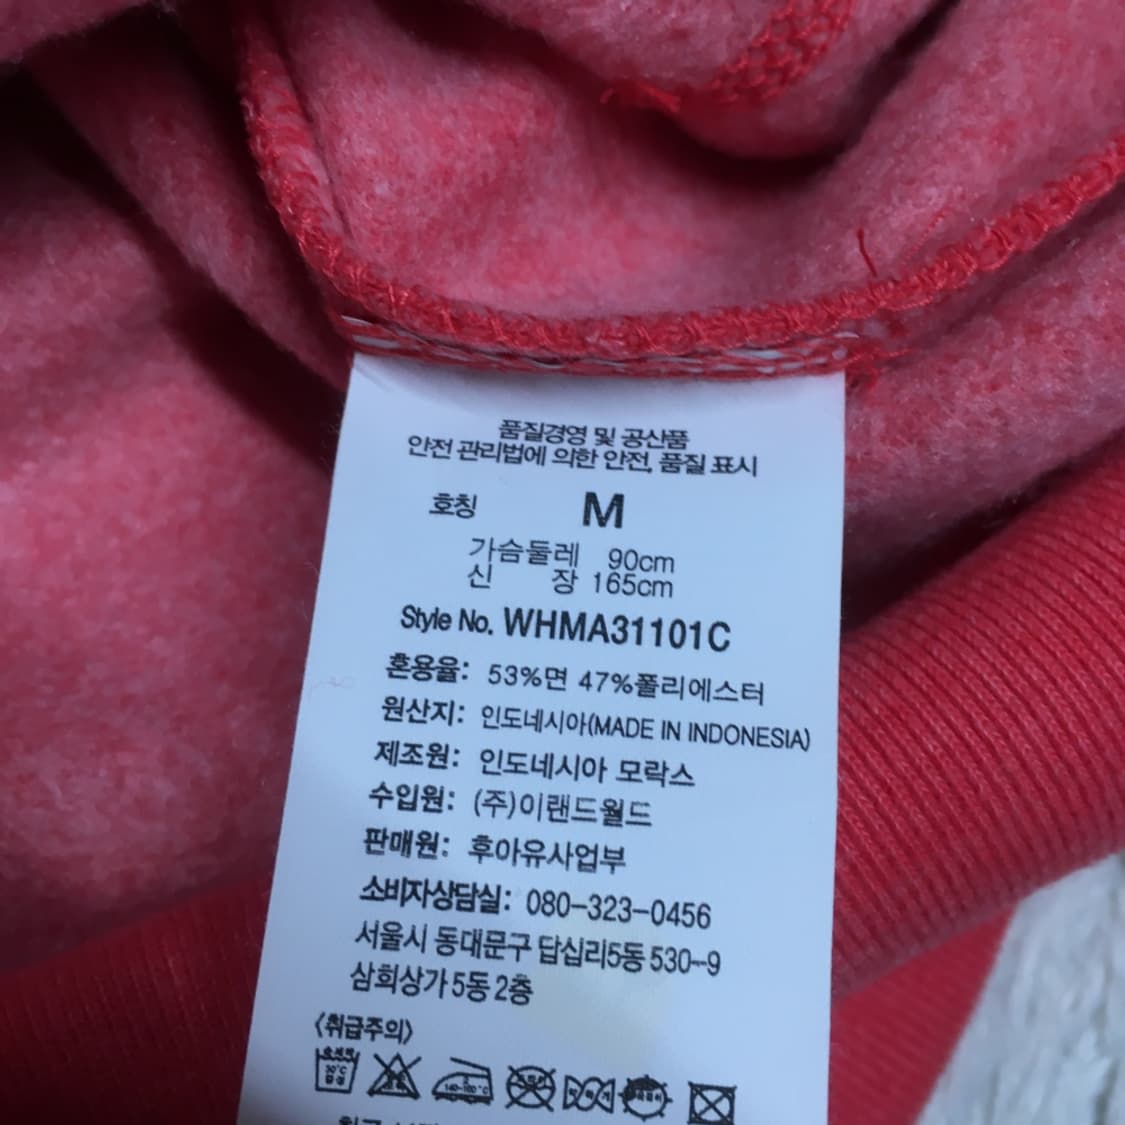 품질경영 및 공산품
안전 관리법에 의한 안전, 품질 표시
호칭 M
가슴둘레 90cm
신 장 165cm
Style No. WHMA31101C
혼용율: 53%면 47%폴리에스터
원산지: 인도네시아(MADE IN INDONESIA)
제조원: 인도네시아 모락스
수입원: (주)이랜드월드
판매원: 후아유사업부
소비자상담실: 080-323-0456
서울시 동대문구 답십리5동 530-9
삼희상가 5동 2층
〈취급주의〉